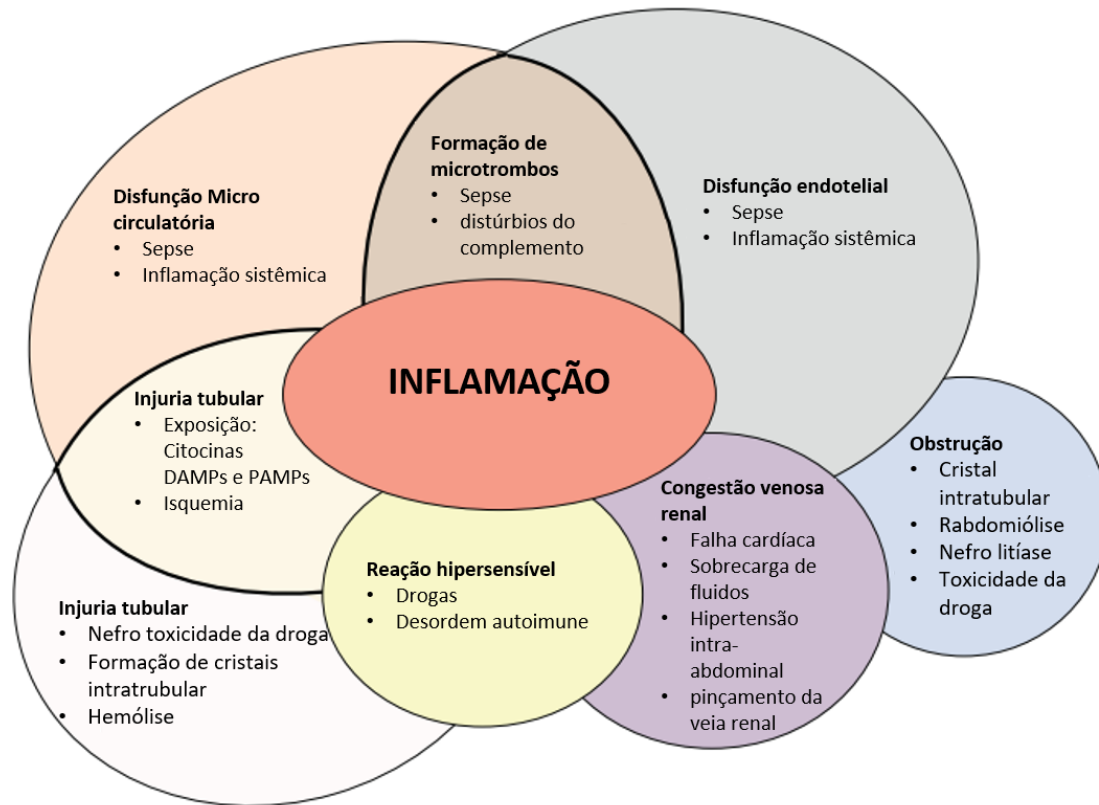 Formação de
microtrombos
• Sepse
• distúrbios do
complemento
Disfunção Micro
circulatória
• Sepse
• Inflamação sistêmica
Disfunção endotelial
• Sepse
• Inflamação sistêmica
INFLAMAÇÃO
Injuria tubular
• Exposição:
Citocinas
DAMPs e PAMPs
• Isquemia
Obstrução
• Cristal
intratubular
• Rabdomiólise
• Nefro litíase
• Toxicidade da
droga
Congestão venosa
renal
• Falha cardíaca
• Sobrecarga de
fluidos
• Hipertensão
intra-
abdominal
• pinçamento da
veia renal
Reação hipersensível
• Drogas
• Desordem autoimune
Injuria tubular
• Nefro toxicidade da droga
• Formação de cristais
intratrubular
• Hemólise